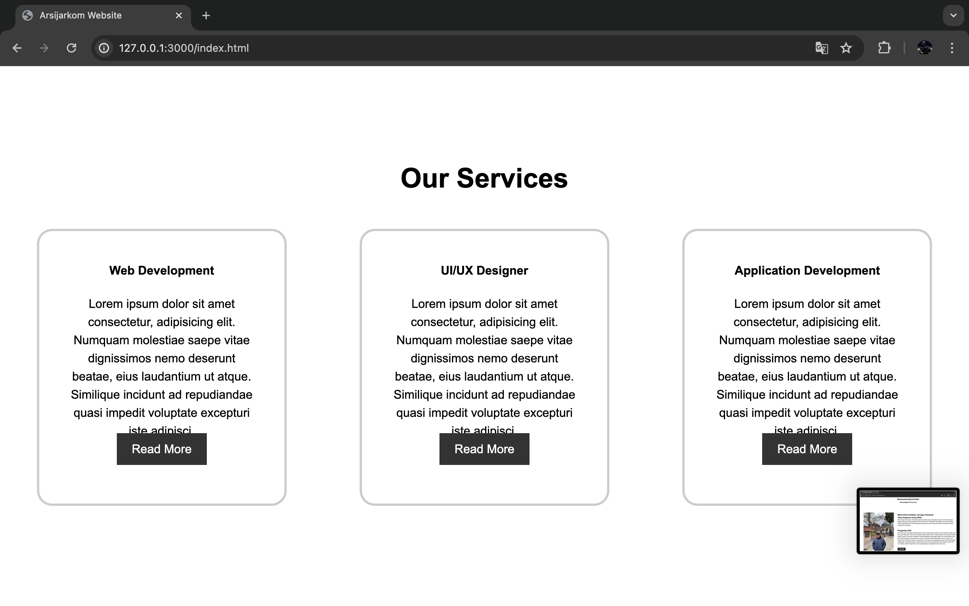 Arsijarkom Website
127.0.0.1:3000/index.html
Our Services
Web Development
Lorem ipsum dolor sit amet
consectetur, adipisicing elit.
Numquam molestiae saepe vitae
dignissimos nemo deserunt
beatae, eius laudantium ut atque.
Similique incidunt ad repudiandae
quasi impedit voluptate excepturi
iste adipisci
Read More
UI/UX Designer
Lorem ipsum dolor sit amet
consectetur, adipisicing elit.
Numquam molestiae saepe vitae
dignissimos nemo deserunt
beatae, eius laudantium ut atque.
Similique incidunt ad repudiandae
quasi impedit voluptate excepturi
iste adipisci
Read More
Application Development
Lorem ipsum dolor sit amet
consectetur, adipisicing elit.
Numquam molestiae saepe vitae
dignissimos nemo deserunt
beatae, eius laudantium ut atque.
Similique incidunt ad repudiandae
quasi impedit voluptate excepturi
iste adipisci
Read More